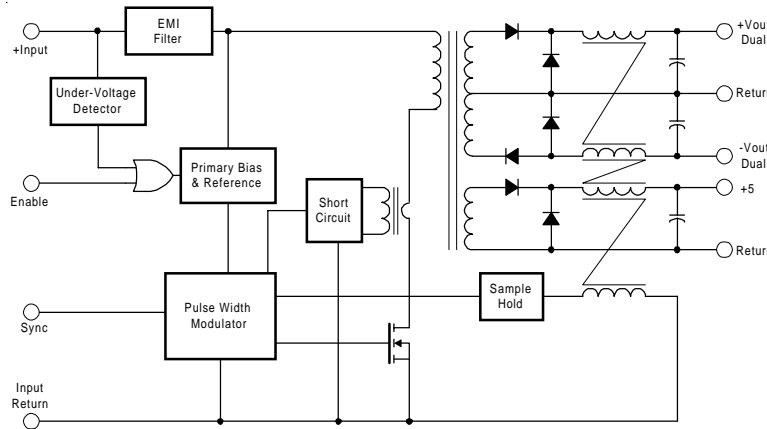 EMI
Filter
+Input
Under-Voltage
Detector
Enable
Primary Bias
& Reference
Short
Circuit
Pulse Width
Modulator
Sync
Sample
Hold
Input
Return
+Vout
Dual
Return
-Vout
Dual
+5
Return